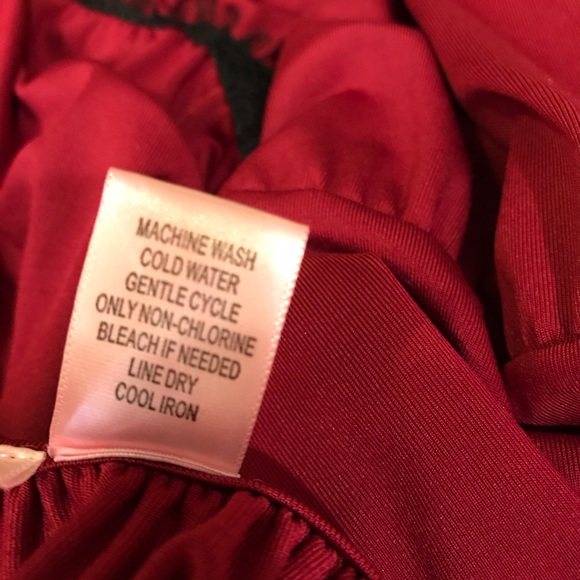 MACHINE WASH
COLD WATER
GENTLE CYCLE
ONLY NON-CHLORINE
BLEACH IF NEEDED
LINE DRY
COOL IRON